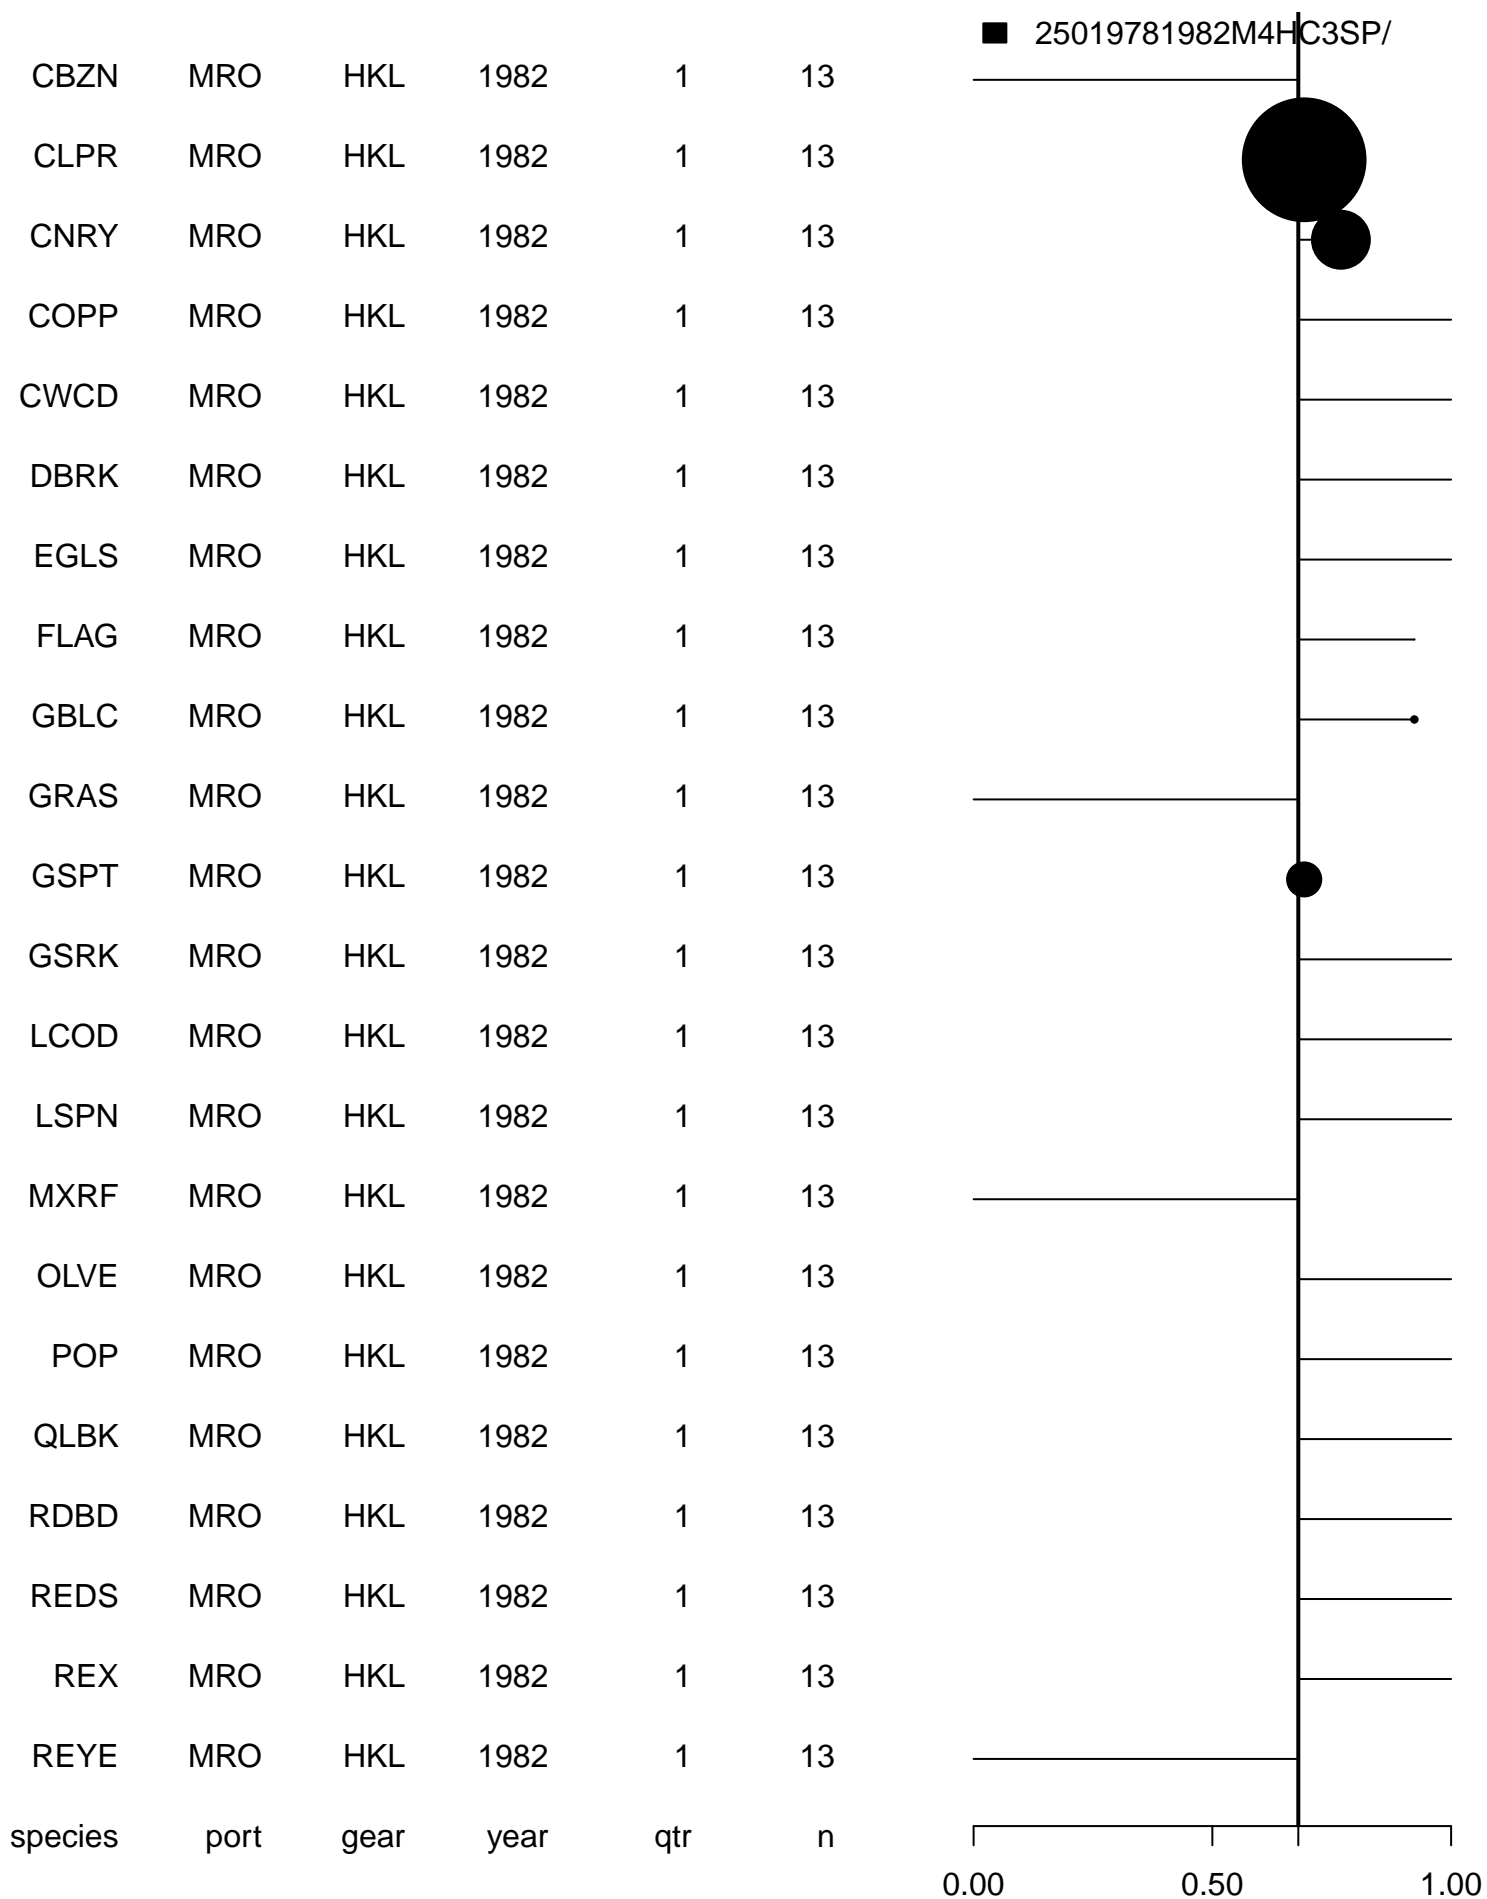 25019781982M4HC3SP/
CBZN MRO HKL 1982 1 13
CLPR MRO HKL 1982 1 13
CNRY MRO HKL 1982 1 13
COPP MRO HKL 1982 1 13
CWCD MRO HKL 1982 1 13
DBRK MRO HKL 1982 1 13
EGLS MRO HKL 1982 1 13
FLAG MRO HKL 1982 1 13
GBLC MRO HKL 1982 1 13
GRAS MRO HKL 1982 1 13
GSPT MRO HKL 1982 1 13
GSRK MRO HKL 1982 1 13
LCOD MRO HKL 1982 1 13
LSPN MRO HKL 1982 1 13
MXRF MRO HKL 1982 1 13
OLVE MRO HKL 1982 1 13
POP MRO HKL 1982 1 13
QLBK MRO HKL 1982 1 13
RDBD MRO HKL 1982 1 13
REDS MRO HKL 1982 1 13
REX MRO HKL 1982 1 13
REYE MRO HKL 1982 1 13
species port gear year qtr n
0.00 0.50 1.00